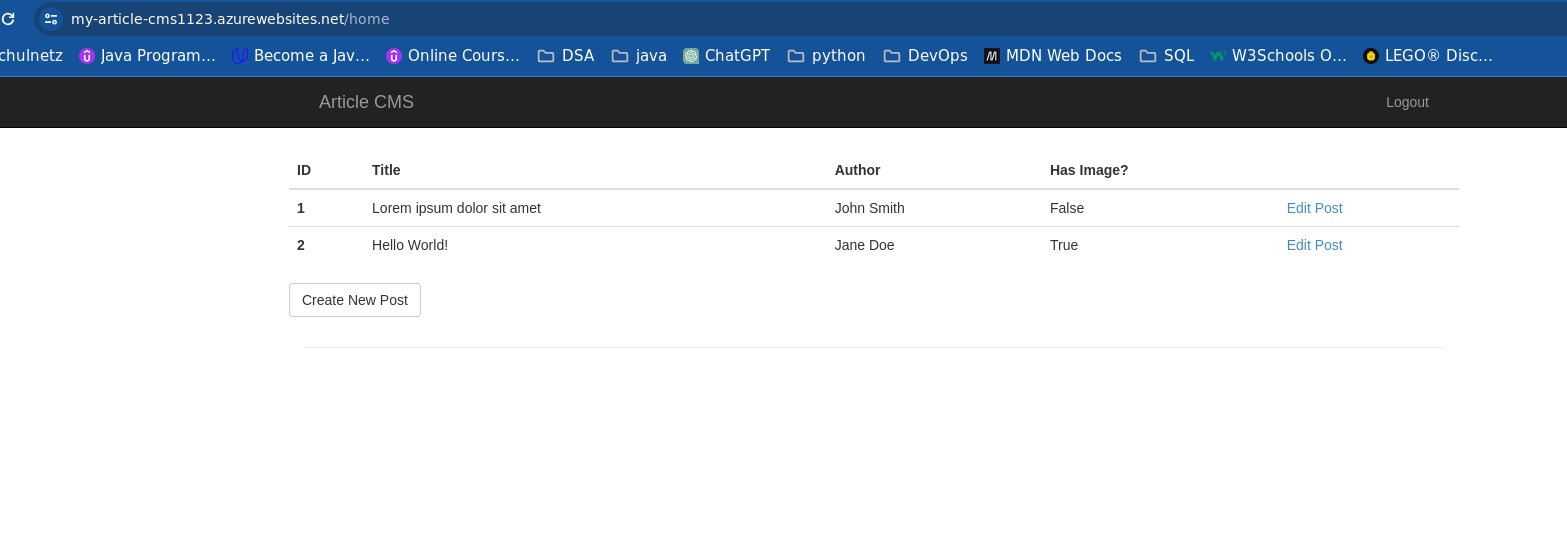 my-article-cms1123.azurewebsites.net/home
chulnetz Java Program... Become a Jav... Online Cours... DSA java ChatGPT python DevOps MDN Web Docs SQL W3Schools O... LEGO® Disc...
Article CMS Logout
ID Title Author Has Image?
1 Lorem ipsum dolor sit amet John Smith False Edit Post
2 Hello World! Jane Doe True Edit Post
Create New Post